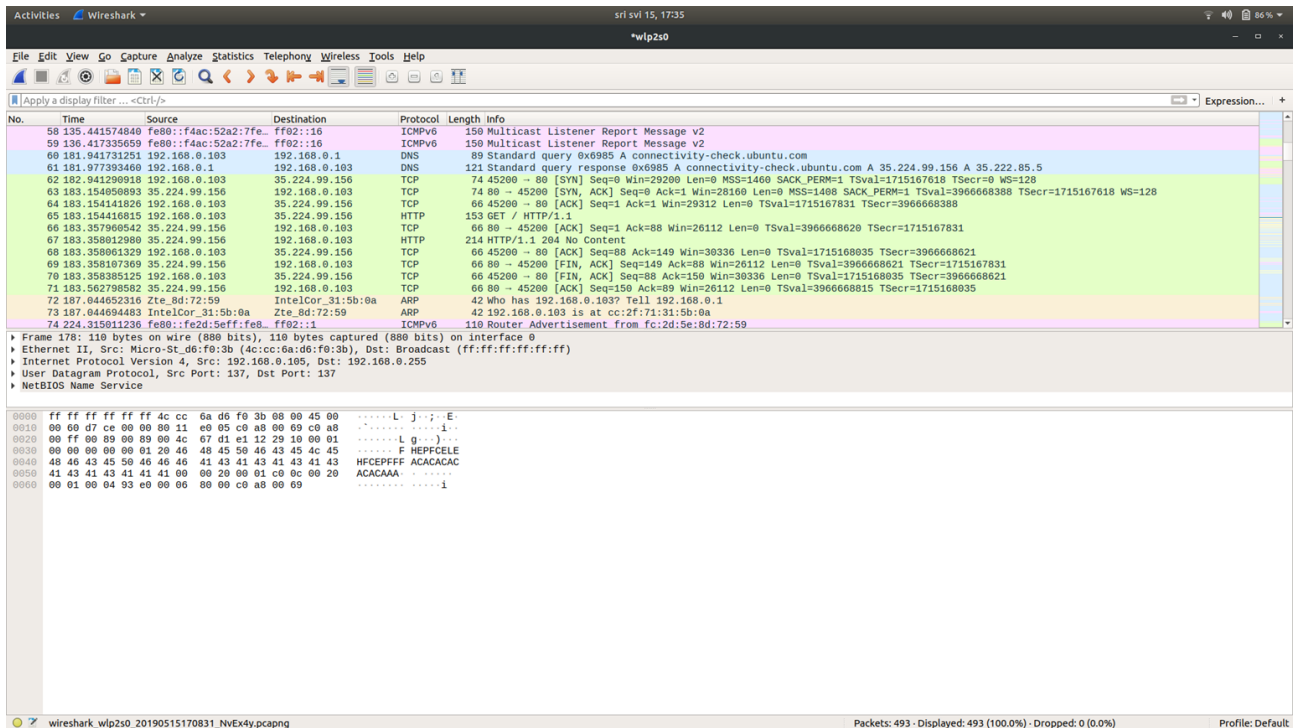 Activities Wireshark sri svi 15, 17:35 86 %
*wlp2s0
File Edit View Go Capture Analyze Statistics Telephony Wireless Tools Help
Apply a display filter ... <Ctrl-/> Expression... +
No. Time Source Destination Protocol Length Info
58 135.441574840 fe80::f4ac:52a2:7fe… ff02::16 ICMPv6 150 Multicast Listener Report Message v2
59 136.417335659 fe80::f4ac:52a2:7fe… ff02::16 ICMPv6 150 Multicast Listener Report Message v2
60 181.941731251 192.168.0.103 192.168.0.1 DNS 89 Standard query 0x6985 A connectivity-check.ubuntu.com
61 181.977393460 192.168.0.1 192.168.0.103 DNS 121 Standard query response 0x6985 A connectivity-check.ubuntu.com A 35.224.99.156 A 35.222.85.5
62 182.941290918 192.168.0.103 35.224.99.156 TCP 74 45200 → 80 [SYN] Seq=0 Win=29200 Len=0 MSS=1460 SACK_PERM=1 TSval=1715167618 TSecr=0 WS=128
63 183.154050893 35.224.99.156 192.168.0.103 TCP 74 80 → 45200 [SYN, ACK] Seq=0 Ack=1 Win=28160 Len=0 MSS=1408 SACK_PERM=1 TSval=3966668388 TSecr=1715167618 WS=128
64 183.154141826 192.168.0.103 35.224.99.156 TCP 66 45200 → 80 [ACK] Seq=1 Ack=1 Win=29312 Len=0 TSval=1715167831 TSecr=3966668388
65 183.154416815 192.168.0.103 35.224.99.156 HTTP 153 GET / HTTP/1.1
66 183.357960542 35.224.99.156 192.168.0.103 TCP 66 80 → 45200 [ACK] Seq=1 Ack=88 Win=26112 Len=0 TSval=3966668620 TSecr=1715167831
67 183.358012980 35.224.99.156 192.168.0.103 HTTP 214 HTTP/1.1 204 No Content
68 183.358061329 192.168.0.103 35.224.99.156 TCP 66 45200 → 80 [ACK] Seq=88 Ack=149 Win=30336 Len=0 TSval=1715168035 TSecr=3966668621
69 183.358107369 35.224.99.156 192.168.0.103 TCP 66 80 → 45200 [FIN, ACK] Seq=149 Ack=88 Win=26112 Len=0 TSval=3966668621 TSecr=1715167831
70 183.358385125 192.168.0.103 35.224.99.156 TCP 66 45200 → 80 [FIN, ACK] Seq=88 Ack=150 Win=30336 Len=0 TSval=1715168035 TSecr=3966668621
71 183.562798582 35.224.99.156 192.168.0.103 TCP 66 80 → 45200 [ACK] Seq=150 Ack=89 Win=26112 Len=0 TSval=3966668815 TSecr=1715168035
72 187.044652316 Zte_8d:72:59 IntelCor_31:5b:0a ARP 42 Who has 192.168.0.103? Tell 192.168.0.1
73 187.044694483 IntelCor_31:5b:0a Zte_8d:72:59 ARP 42 192.168.0.103 is at cc:2f:71:31:5b:0a
74 224.315011236 fe80::fe2d:5eff:fe8… ff02::1 ICMPv6 110 Router Advertisement from fc:2d:5e:8d:72:59
Frame 178: 110 bytes on wire (880 bits), 110 bytes captured (880 bits) on interface 0
Ethernet II, Src: Micro-St_d6:f0:3b (4c:cc:6a:d6:f0:3b), Dst: Broadcast (ff:ff:ff:ff:ff:ff)
Internet Protocol Version 4, Src: 192.168.0.105, Dst: 192.168.0.255
User Datagram Protocol, Src Port: 137, Dst Port: 137
NetBIOS Name Service
0000 ff ff ff ff ff ff 4c cc 6a d6 f0 3b 08 00 45 00 ······L· j··;··E·
0010 00 60 d7 ce 00 00 80 11 e0 05 c0 a8 00 69 c0 a8 ·`······ ·····i··
0020 00 ff 00 89 00 89 00 4c 67 d1 e1 12 29 10 00 01 ·······L g···)···
0030 00 00 00 00 00 01 20 46 48 45 50 46 43 45 4c 45 ······ F HEPFCELE
0040 48 46 43 45 50 46 46 46 41 43 41 43 41 43 41 43 HFCEPFFF ACACACAC
0050 41 43 41 43 41 41 41 00 00 20 00 01 c0 0c 00 20 ACACAAA· · ·····
0060 00 01 00 04 93 e0 00 06 80 00 c0 a8 00 69 ········ ·····i
wireshark_wlp2s0_20190515170831_NvEx4y.pcapng Packets: 493 · Displayed: 493 (100.0%) · Dropped: 0 (0.0%) Profile: Default